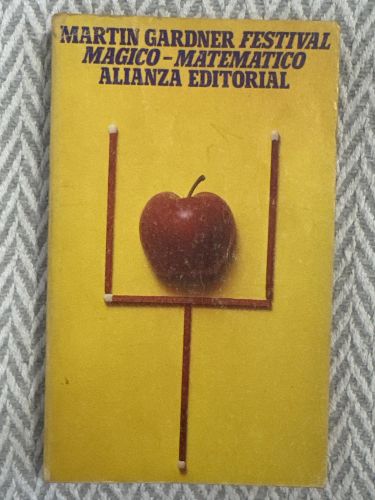 MARTIN GARDNER FESTIVAL
MAGICO-MATEMATICO
ALIANZA EDITORIAL